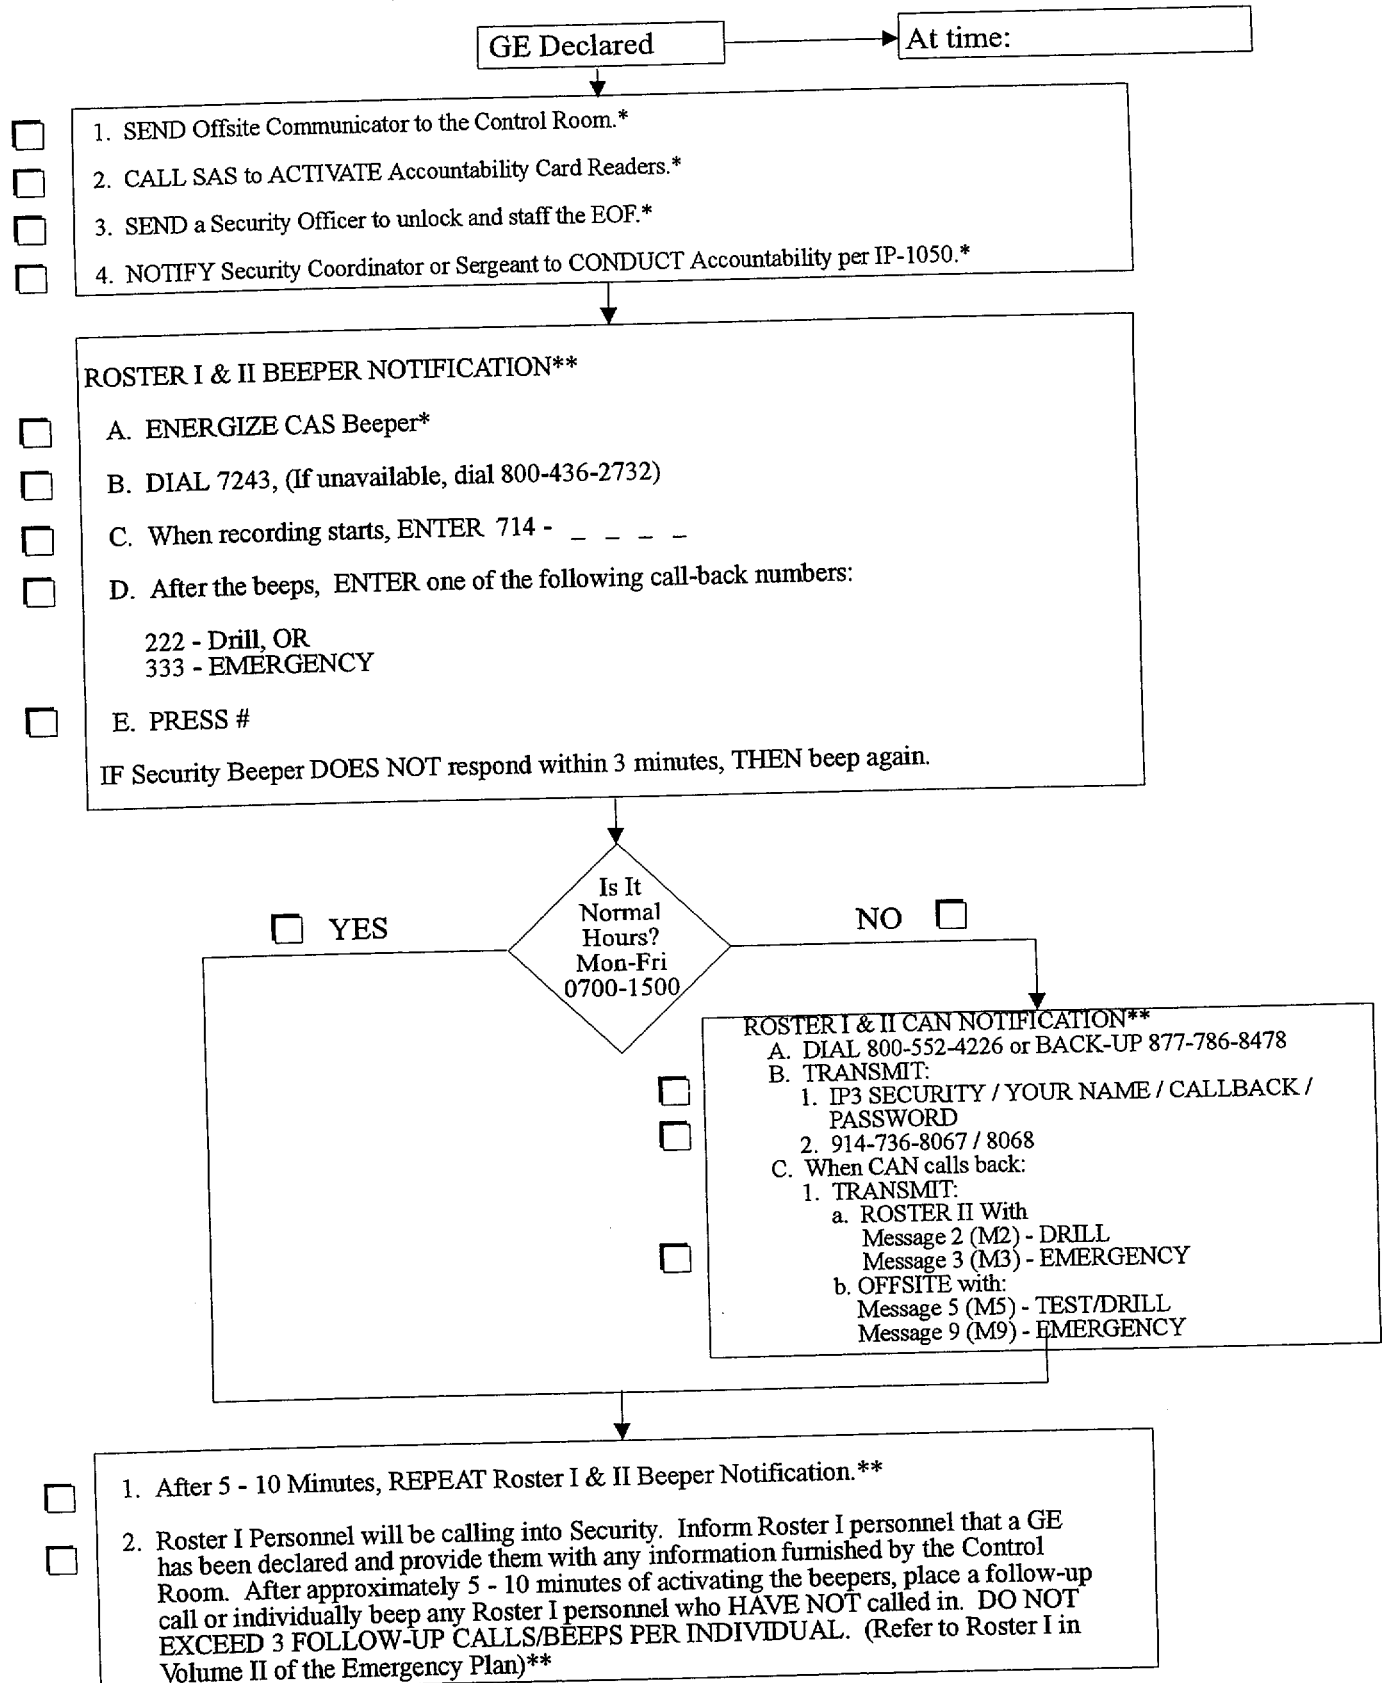 GE Declared
At time:
1. SEND Offsite Communicator to the Control Room.*
2. CALL SAS to ACTIVATE Accountability Card Readers.*
3. SEND a Security Officer to unlock and staff the EOF.*
4. NOTIFY Security Coordinator or Sergeant to CONDUCT Accountability per IP-1050.*
ROSTER I & II BEEPER NOTIFICATION**
A. ENERGIZE CAS Beeper*
B. DIAL 7243, (If unavailable, dial 800-436-2732)
C. When recording starts, ENTER 714 - _ _ _ _
D. After the beeps, ENTER one of the following call-back numbers:
222 - Drill, OR
333 - EMERGENCY
E. PRESS #
IF Security Beeper DOES NOT respond within 3 minutes, THEN beep again.
Is It
Normal
Hours?
Mon-Fri
0700-1500
YES
NO
ROSTER I & II CAN NOTIFICATION**
A. DIAL 800-552-4226 or BACK-UP 877-786-8478
B. TRANSMIT:
1. IP3 SECURITY / YOUR NAME / CALLBACK /
PASSWORD
2. 914-736-8067 / 8068
C. When CAN calls back:
1. TRANSMIT:
a. ROSTER II With
Message 2 (M2) - DRILL
Message 3 (M3) - EMERGENCY
b. OFFSITE with:
Message 5 (M5) - TEST/DRILL
Message 9 (M9) - EMERGENCY
1. After 5 - 10 Minutes, REPEAT Roster I & II Beeper Notification.**
2. Roster I Personnel will be calling into Security. Inform Roster I personnel that a GE
has been declared and provide them with any information furnished by the Control
Room. After approximately 5 - 10 minutes of activating the beepers, place a follow-up
call or individually beep any Roster I personnel who HAVE NOT called in. DO NOT
EXCEED 3 FOLLOW-UP CALLS/BEEPS PER INDIVIDUAL. (Refer to Roster I in
Volume II of the Emergency Plan)**